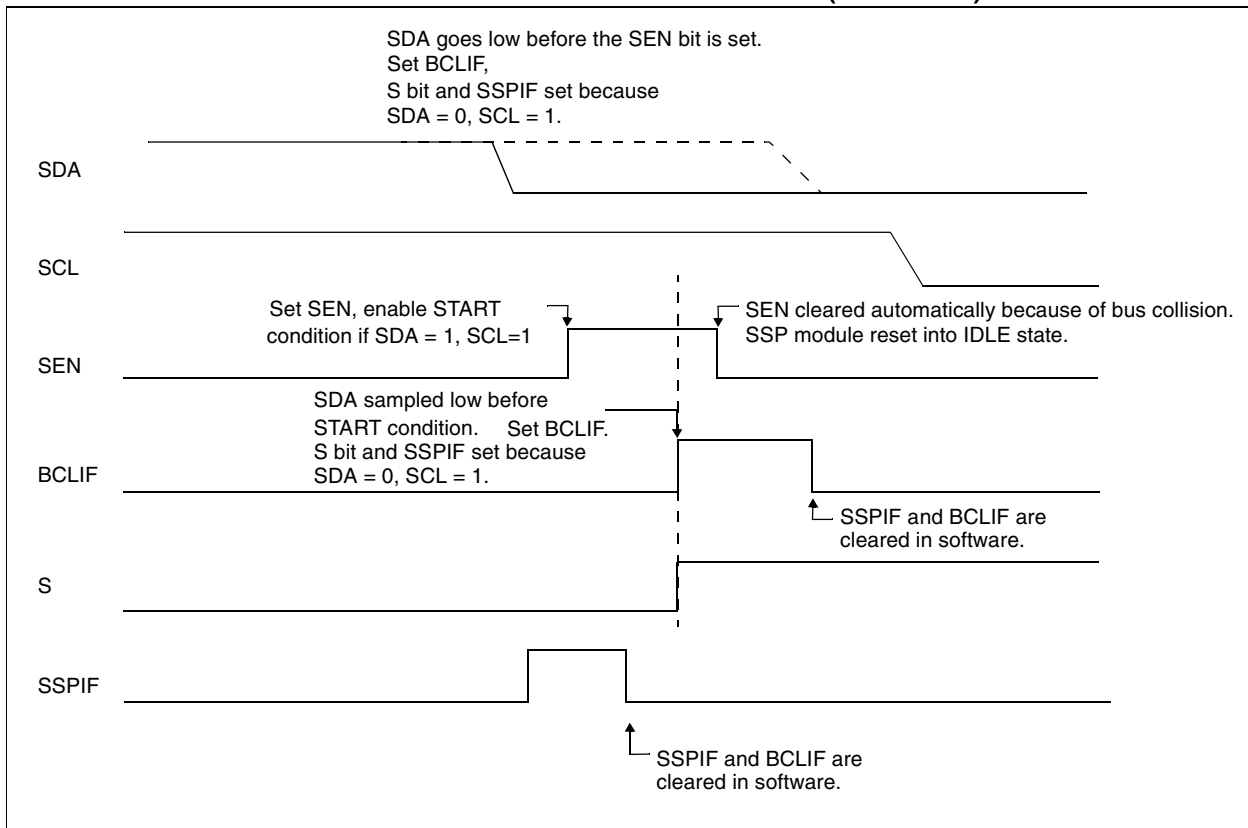 SDA goes low before the SEN bit is set.
Set BCLIF,
S bit and SSPIF set because
SDA = 0, SCL = 1.
SDA
SCL
Set SEN, enable START
condition if SDA = 1, SCL=1
SEN cleared automatically because of bus collision.
SSP module reset into IDLE state.
SEN
SDA sampled low before
START condition. Set BCLIF.
S bit and SSPIF set because
SDA = 0, SCL = 1.
BCLIF
SSPIF and BCLIF are
cleared in software.
S
SSPIF
SSPIF and BCLIF are
cleared in software.